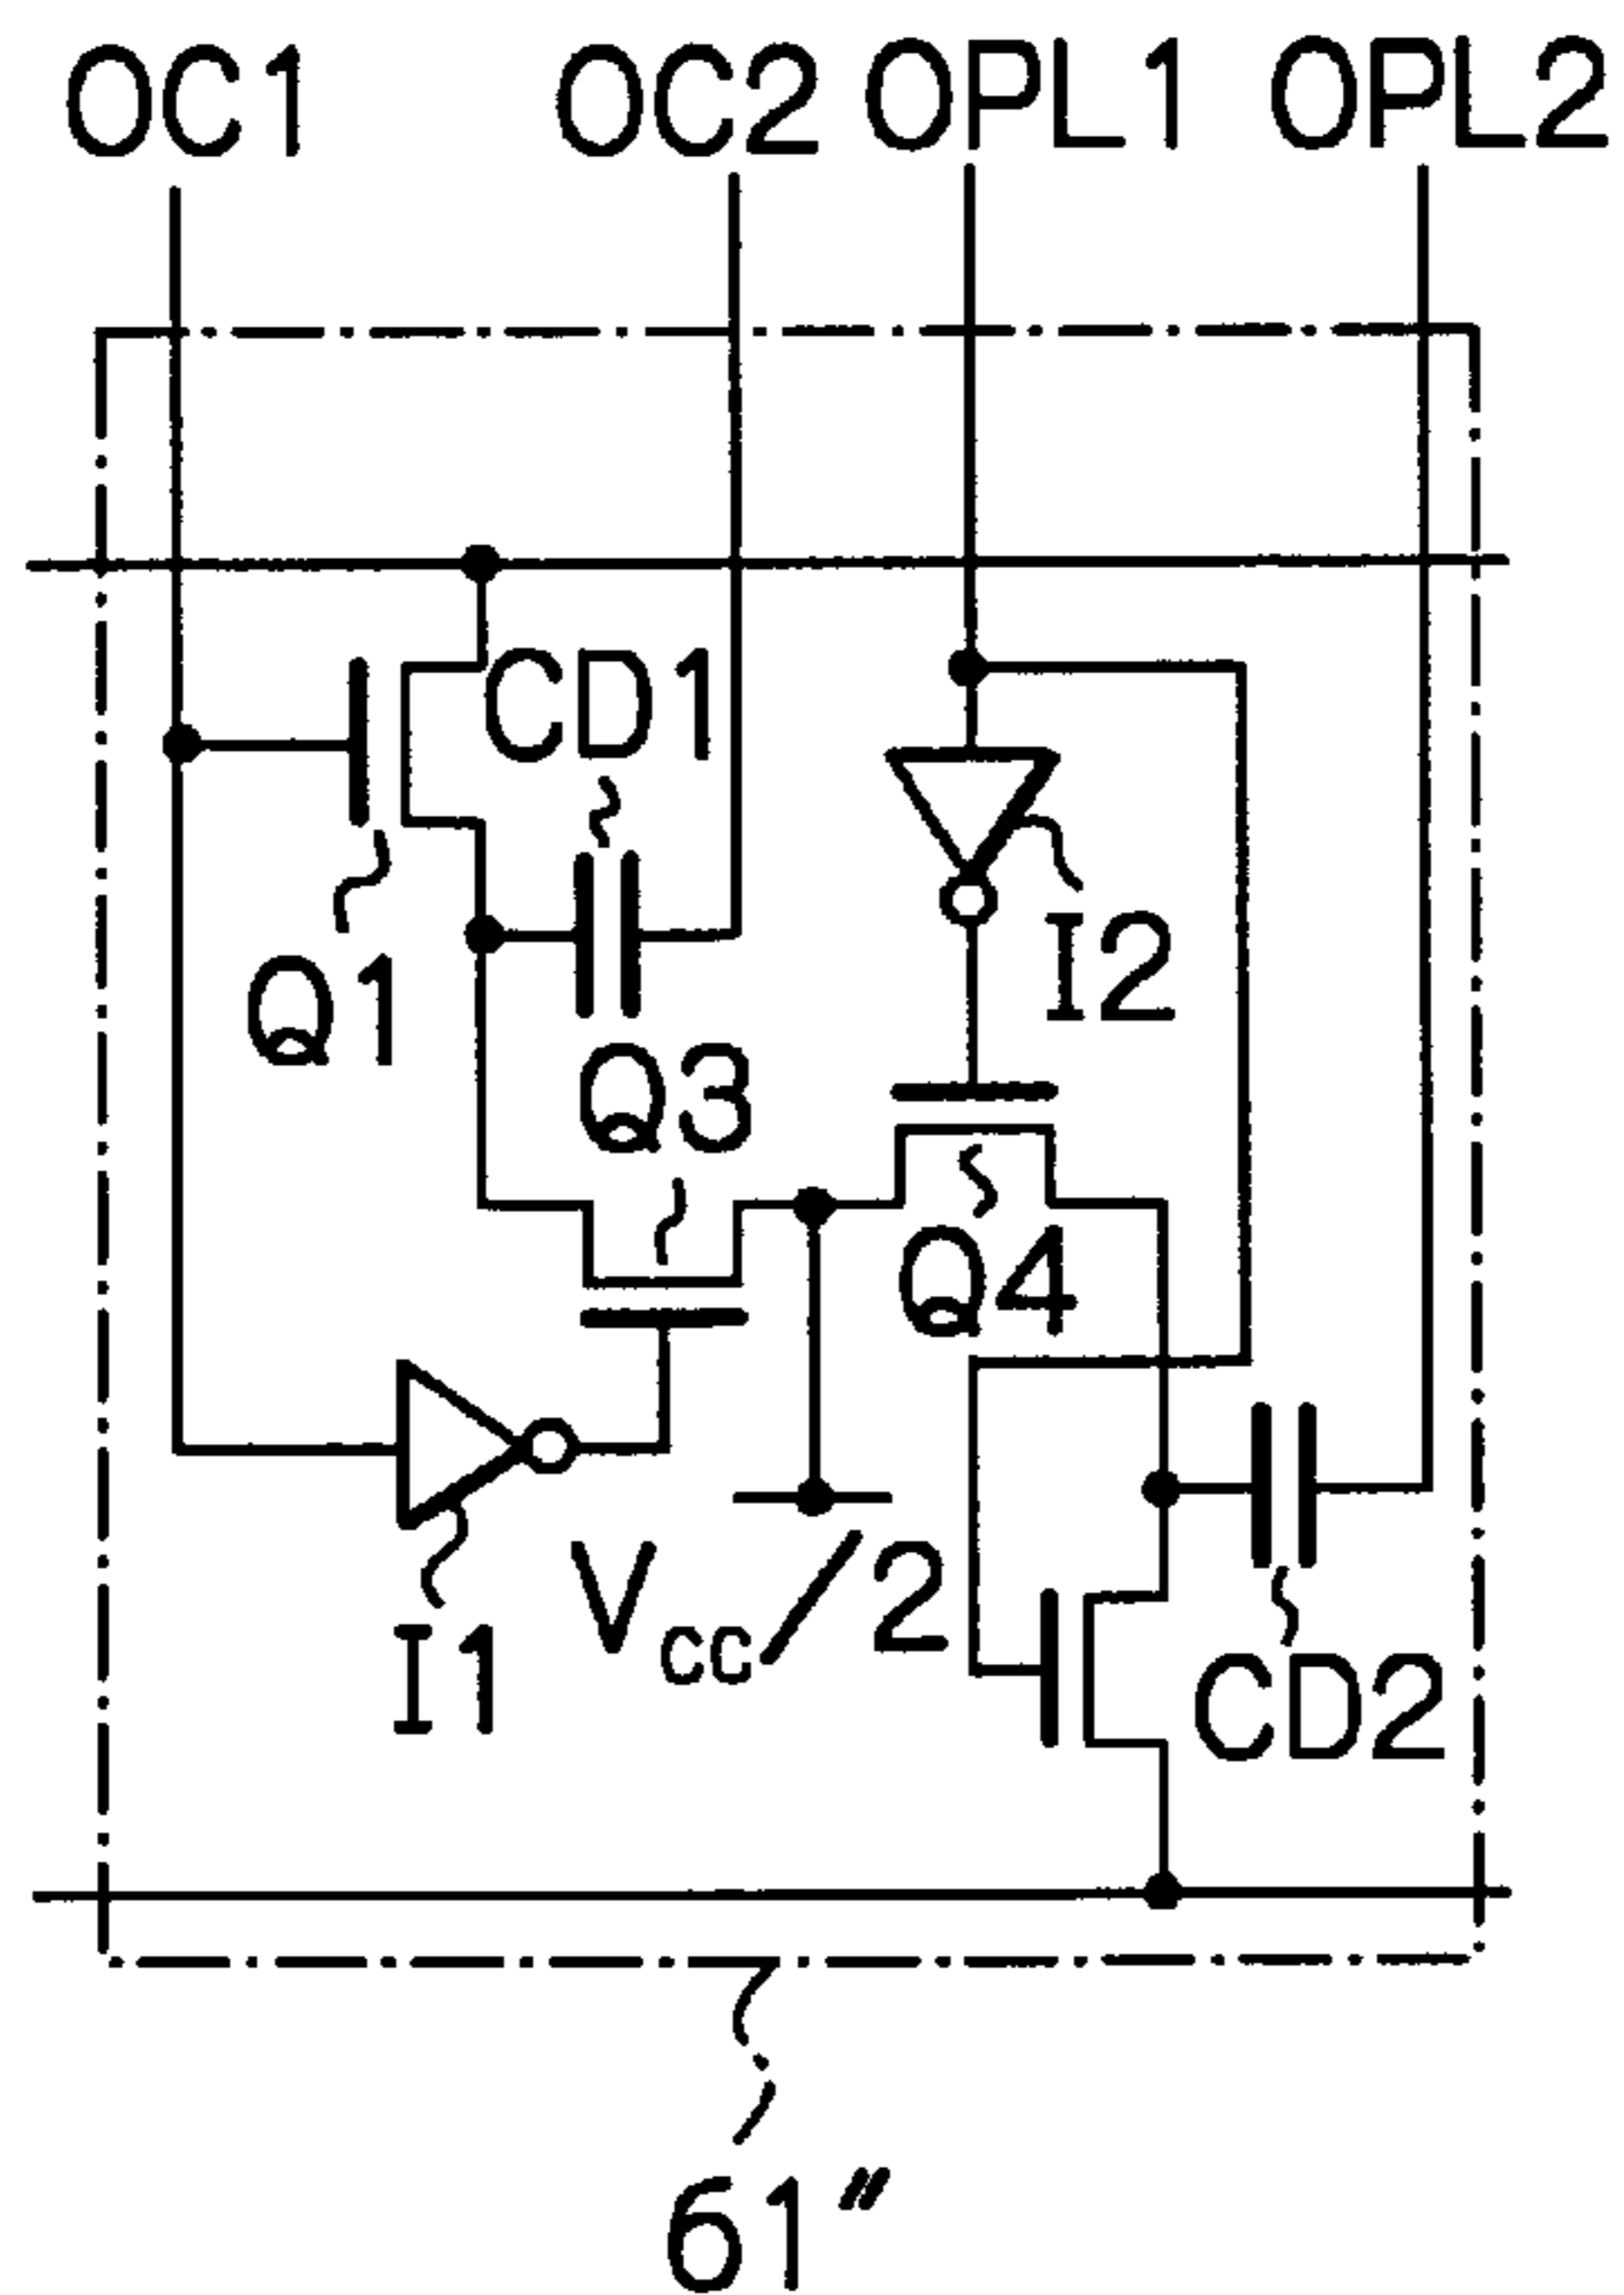 OC1 OC2 OPL1 OPL2
CD1
Q1
I2
Q3
Q4
Vcc/2
I1
CD2
61″